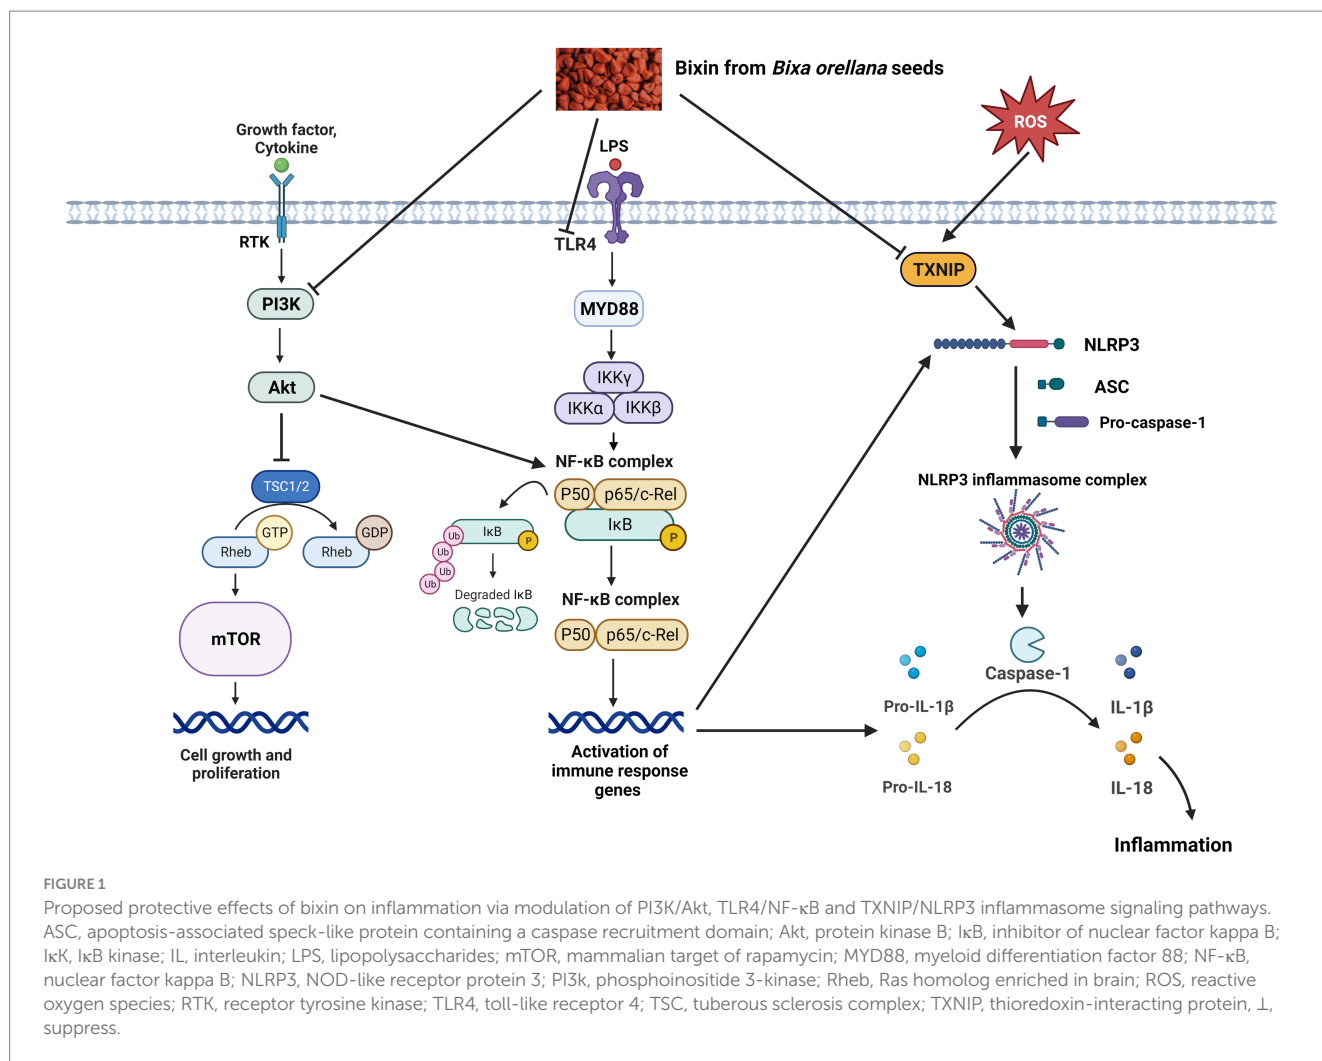 Bixin from Bixa orellana seeds
ROS
Growth factor,
Cytokine
LPS
RTK
TLR4
TXNIP
PI3K
MYD88
NLRP3
ASC
Pro-caspase-1
Akt
IKKγ
IKKα
IKKβ
NF-κB complex
P50
p65/c-Rel
IκB
P
TSC1/2
GTP
Rheb
GDP
Rheb
Ub
IκB
P
Ub
Ub
Ub
Degraded IκB
NLRP3 inflammasome complex
NF-κB complex
P50
p65/c-Rel
mTOR
Caspase-1
Pro-IL-1β
IL-1β
Pro-IL-18
IL-18
Cell growth and
proliferation
Activation of
immune response
genes
Inflammation
FIGURE 1
Proposed protective effects of bixin on inflammation via modulation of PI3K/Akt, TLR4/NF-κB and TXNIP/NLRP3 inflammasome signaling pathways.
ASC, apoptosis-associated speck-like protein containing a caspase recruitment domain; Akt, protein kinase B; IκB, inhibitor of nuclear factor kappa B;
IκK, IκB kinase; IL, interleukin; LPS, lipopolysaccharides; mTOR, mammalian target of rapamycin; MYD88, myeloid differentiation factor 88; NF-κB,
nuclear factor kappa B; NLRP3, NOD-like receptor protein 3; PI3k, phosphoinositide 3-kinase; Rheb, Ras homolog enriched in brain; ROS, reactive
oxygen species; RTK, receptor tyrosine kinase; TLR4, toll-like receptor 4; TSC, tuberous sclerosis complex; TXNIP, thioredoxin-interacting protein, ⊥,
suppress.